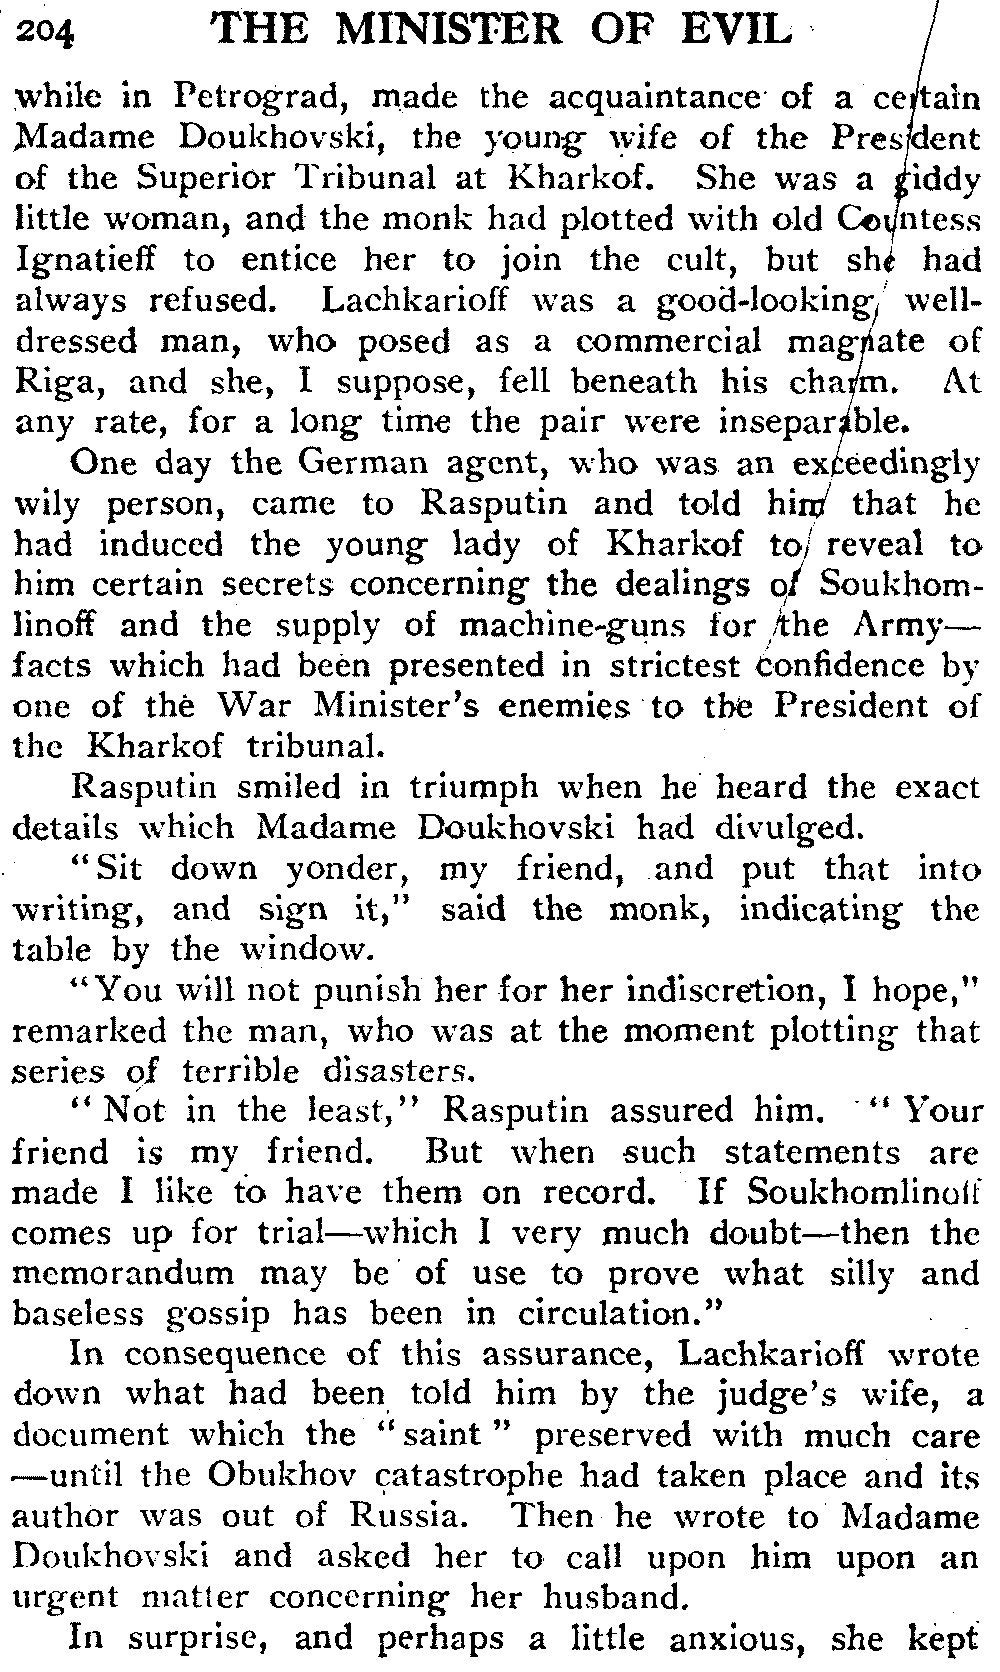 204 THE MINISTER OF EVIL
while in Petrograd, made the acquaintance of a certain
Madame Doukhovski, the young wife of the President
of the Superior Tribunal at Kharkof. She was a giddy
little woman, and the monk had plotted with old Countess
Ignatieff to entice her to join the cult, but she had
always refused. Lachkarioff was a good-looking, well-
dressed man, who posed as a commercial magnate of
Riga, and she, I suppose, fell beneath his charm. At
any rate, for a long time the pair were inseparable.
One day the German agent, who was an exceedingly
wily person, came to Rasputin and told him that he
had induced the young lady of Kharkof to reveal to
him certain secrets concerning the dealings of Soukhom-
linoff and the supply of machine-guns for the Army—
facts which had been presented in strictest confidence by
one of the War Minister's enemies to the President of
the Kharkof tribunal.
Rasputin smiled in triumph when he heard the exact
details which Madame Doukhovski had divulged.
"Sit down yonder, my friend, and put that into
writing, and sign it," said the monk, indicating the
table by the window.
"You will not punish her for her indiscretion, I hope,"
remarked the man, who was at the moment plotting that
series of terrible disasters.
"Not in the least," Rasputin assured him. "Your
friend is my friend. But when such statements are
made I like to have them on record. If Soukhomlinoff
comes up for trial—which I very much doubt—then the
memorandum may be of use to prove what silly and
baseless gossip has been in circulation."
In consequence of this assurance, Lachkarioff wrote
down what had been told him by the judge's wife, a
document which the "saint" preserved with much care
—until the Obukhov catastrophe had taken place and its
author was out of Russia. Then he wrote to Madame
Doukhovski and asked her to call upon him upon an
urgent matter concerning her husband.
In surprise, and perhaps a little anxious, she kept